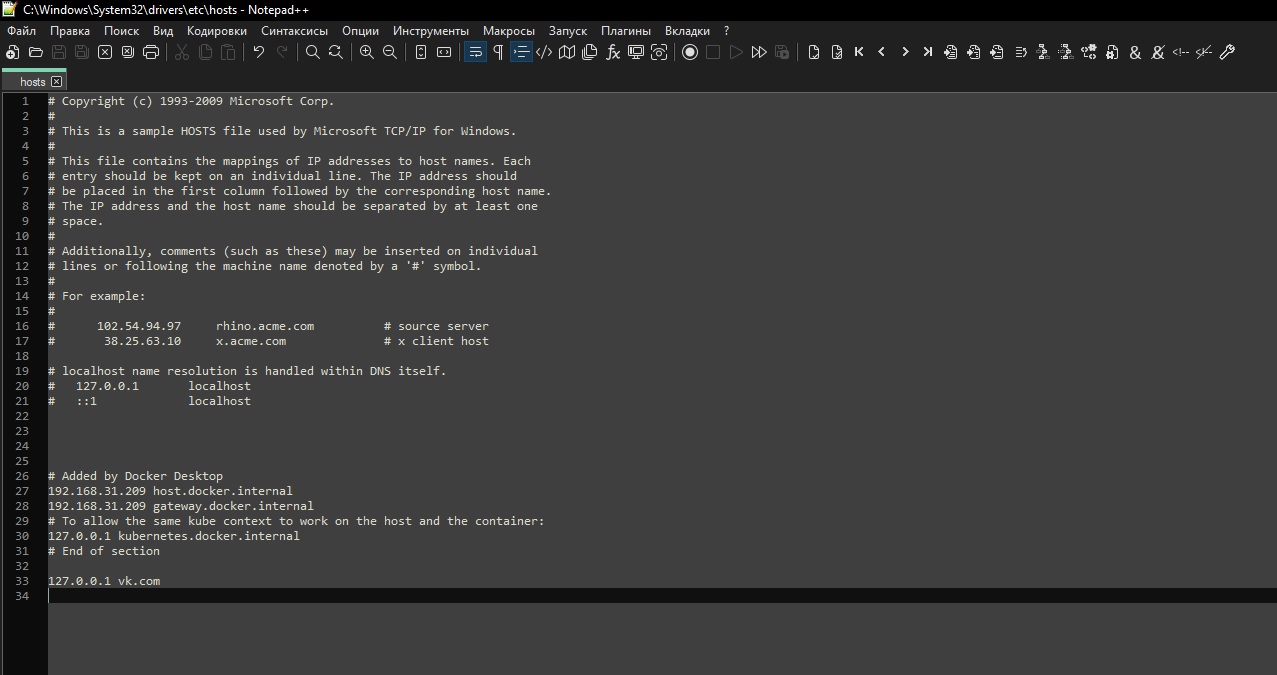 C:\Windows\System32\drivers\etc\hosts - Notepad++
Файл Правка Поиск Вид Кодировки Синтаксисы Опции Инструменты Макросы Запуск Плагины Вкладки ?
hosts
1 # Copyright (c) 1993-2009 Microsoft Corp.
2 #
3 # This is a sample HOSTS file used by Microsoft TCP/IP for Windows.
4 #
5 # This file contains the mappings of IP addresses to host names. Each
6 # entry should be kept on an individual line. The IP address should
7 # be placed in the first column followed by the corresponding host name.
8 # The IP address and the host name should be separated by at least one
9 # space.
10 #
11 # Additionally, comments (such as these) may be inserted on individual
12 # lines or following the machine name denoted by a '#' symbol.
13 #
14 # For example:
15 #
16 #      102.54.94.97     rhino.acme.com          # source server
17 #       38.25.63.10     x.acme.com              # x client host
18
19 # localhost name resolution is handled within DNS itself.
20 #   127.0.0.1       localhost
21 #   ::1             localhost
22
23
24
25
26 # Added by Docker Desktop
27 192.168.31.209 host.docker.internal
28 192.168.31.209 gateway.docker.internal
29 # To allow the same kube context to work on the host and the container:
30 127.0.0.1 kubernetes.docker.internal
31 # End of section
32
33 127.0.0.1 vk.com
34